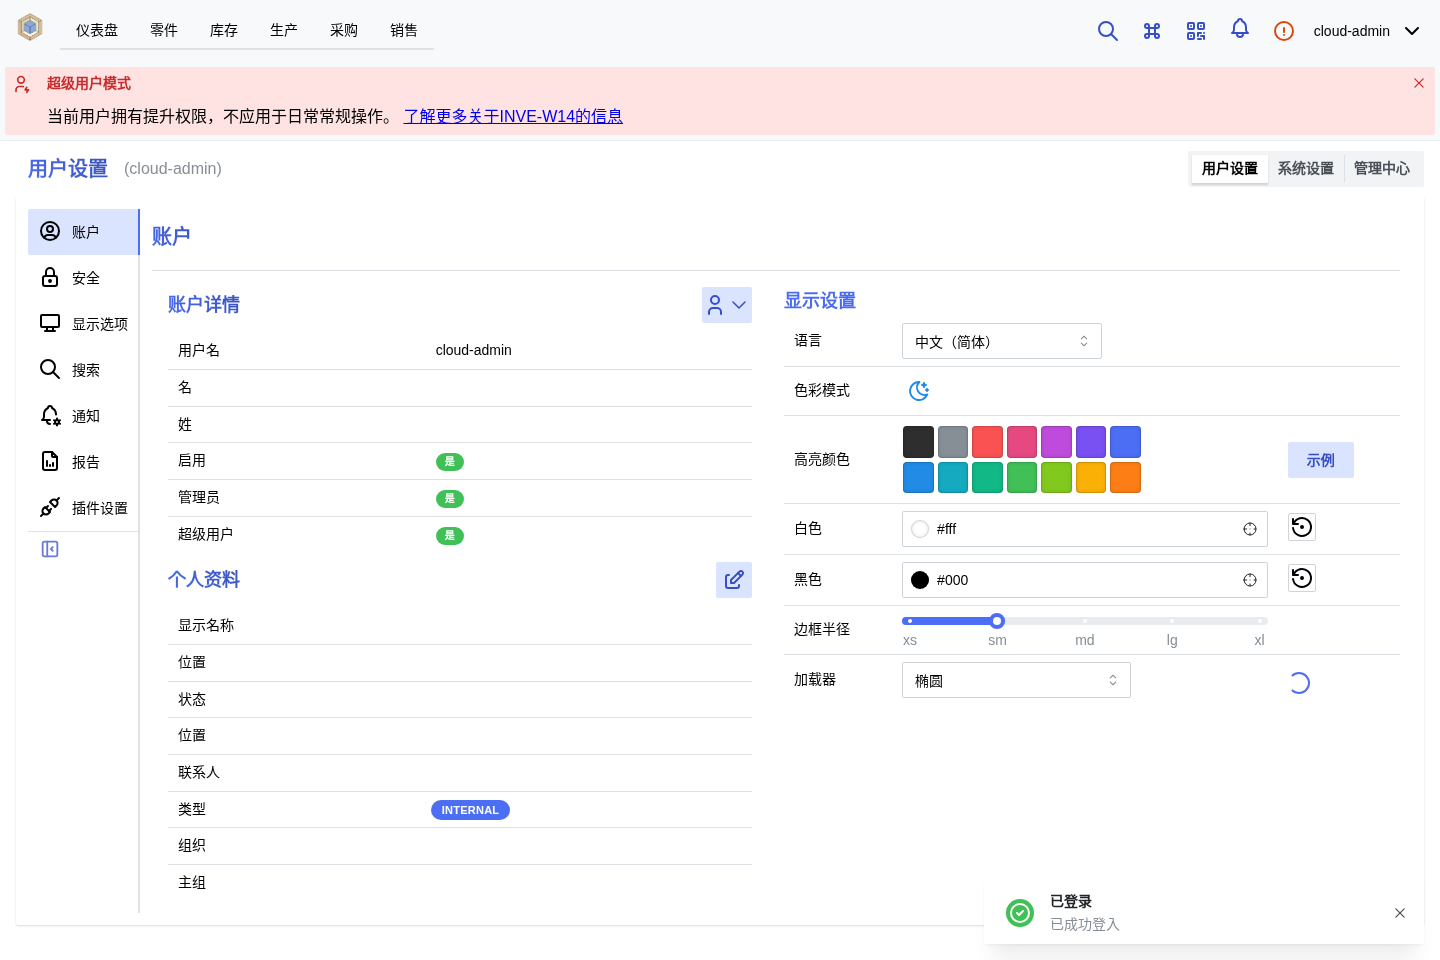 仪表盘 零件 库存 生产 采购 销售 cloud-admin
超级用户模式
当前用户拥有提升权限，不应用于日常常规操作。 了解更多关于INVE-W14的信息
用户设置 (cloud-admin) 用户设置 系统设置 管理中心
账户
安全
显示选项
搜索
通知
报告
插件设置
账户
账户详情
用户名 cloud-admin
名
姓
启用 是
管理员 是
超级用户 是
个人资料
显示名称
位置
状态
位置
联系人
类型 INTERNAL
组织
主组
显示设置
语言 中文（简体）
色彩模式
高亮颜色 示例
白色 #fff
黑色 #000
边框半径 xs sm md lg xl
加载器 椭圆
已登录
已成功登入